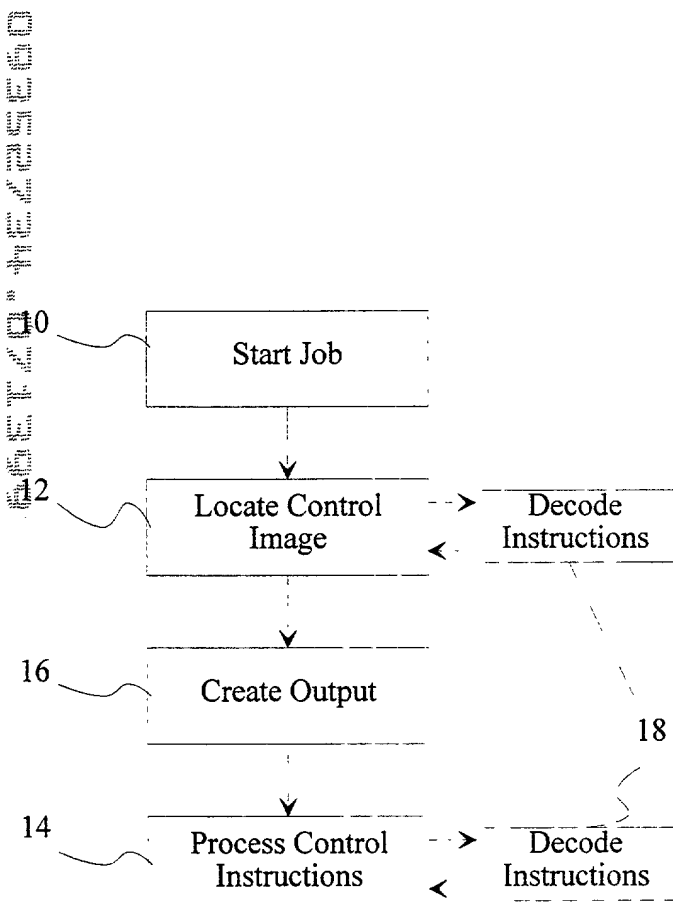 10
Start Job
12
Locate Control
Image
Decode
Instructions
16
Create Output
18
14
Process Control
Instructions
Decode
Instructions